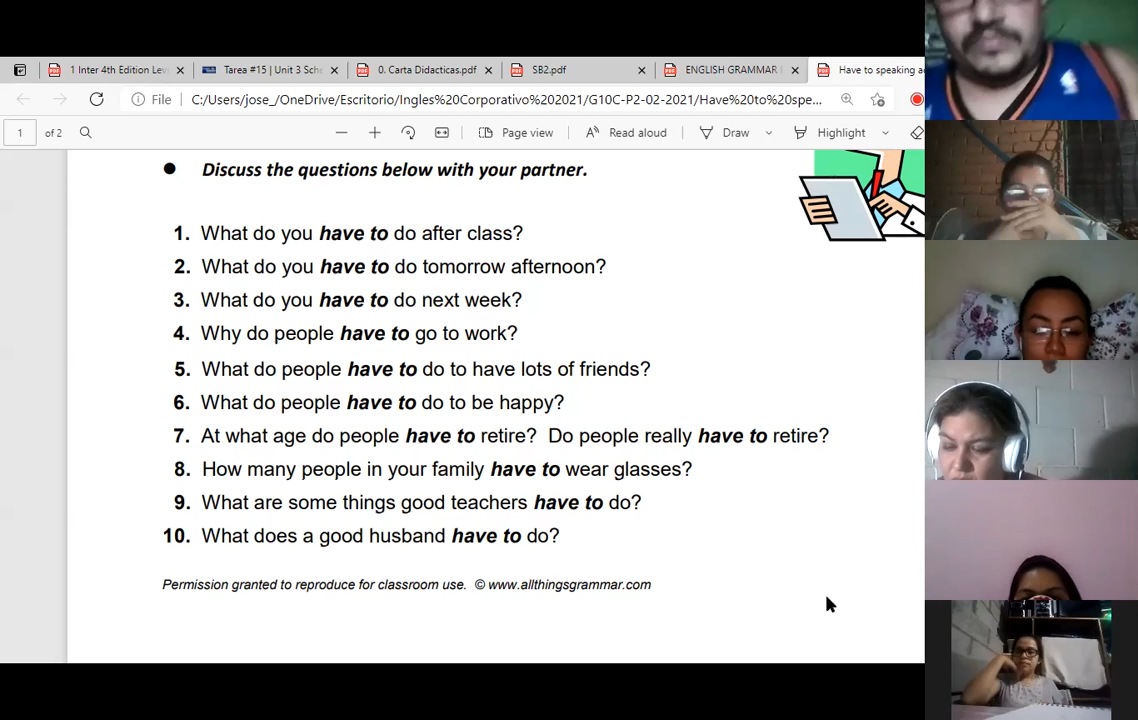 1 Inter 4th Edition Lev
Tarea #15 | Unit 3 Sche
0. Carta Didacticas.pdf
SB2.pdf
ENGLISH GRAMMAR
Have to speaking a
File
C:/Users/jose_/OneDrive/Escritorio/Ingles%20Corporativo%202021/G10C-P2-02-2021/Have%20to%20spe...
1 of 2
Page view
Read aloud
Draw
Highlight
Discuss the questions below with your partner.
1. What do you have to do after class?
2. What do you have to do tomorrow afternoon?
3. What do you have to do next week?
4. Why do people have to go to work?
5. What do people have to do to have lots of friends?
6. What do people have to do to be happy?
7. At what age do people have to retire? Do people really have to retire?
8. How many people in your family have to wear glasses?
9. What are some things good teachers have to do?
10. What does a good husband have to do?
Permission granted to reproduce for classroom use. © www.allthingsgrammar.com